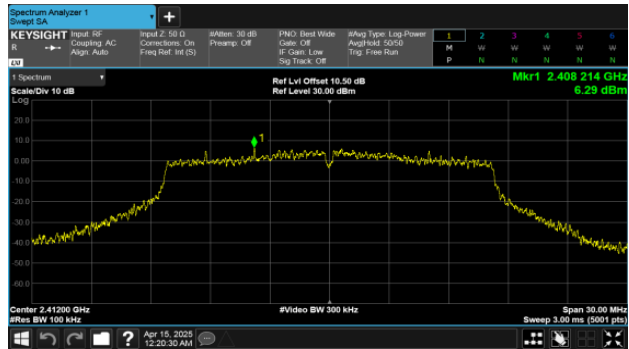 Spectrum Analyzer 1
Swept SA
+
KEYSIGHT
R
LXI
Input: RF
Coupling: AC
Align: Auto
Input Z: 50 Ω
Corrections: On
Freq Ref: Int (S)
#Atten: 30 dB
Preamp: Off
PNO: Best Wide
Gate: Off
IF Gain: Low
Sig Track: Off
#Avg Type: Log-Power
Avg|Hold: 50/50
Trig: Free Run
1 2 3 4 5 6
M W W W W W
P N N N N N
1 Spectrum
Scale/Div 10 dB
Ref Lvl Offset 10.50 dB
Ref Level 30.00 dBm
Mkr1 2.408 214 GHz
6.29 dBm
Log
20.0
10.0
0.00
-10.0
-20.0
-30.0
-40.0
-50.0
-60.0
1
Center 2.41200 GHz
#Res BW 100 kHz
#Video BW 300 kHz
Span 30.00 MHz
Sweep 3.00 ms (5001 pts)
?
Apr 15, 2025
12:20:30 AM